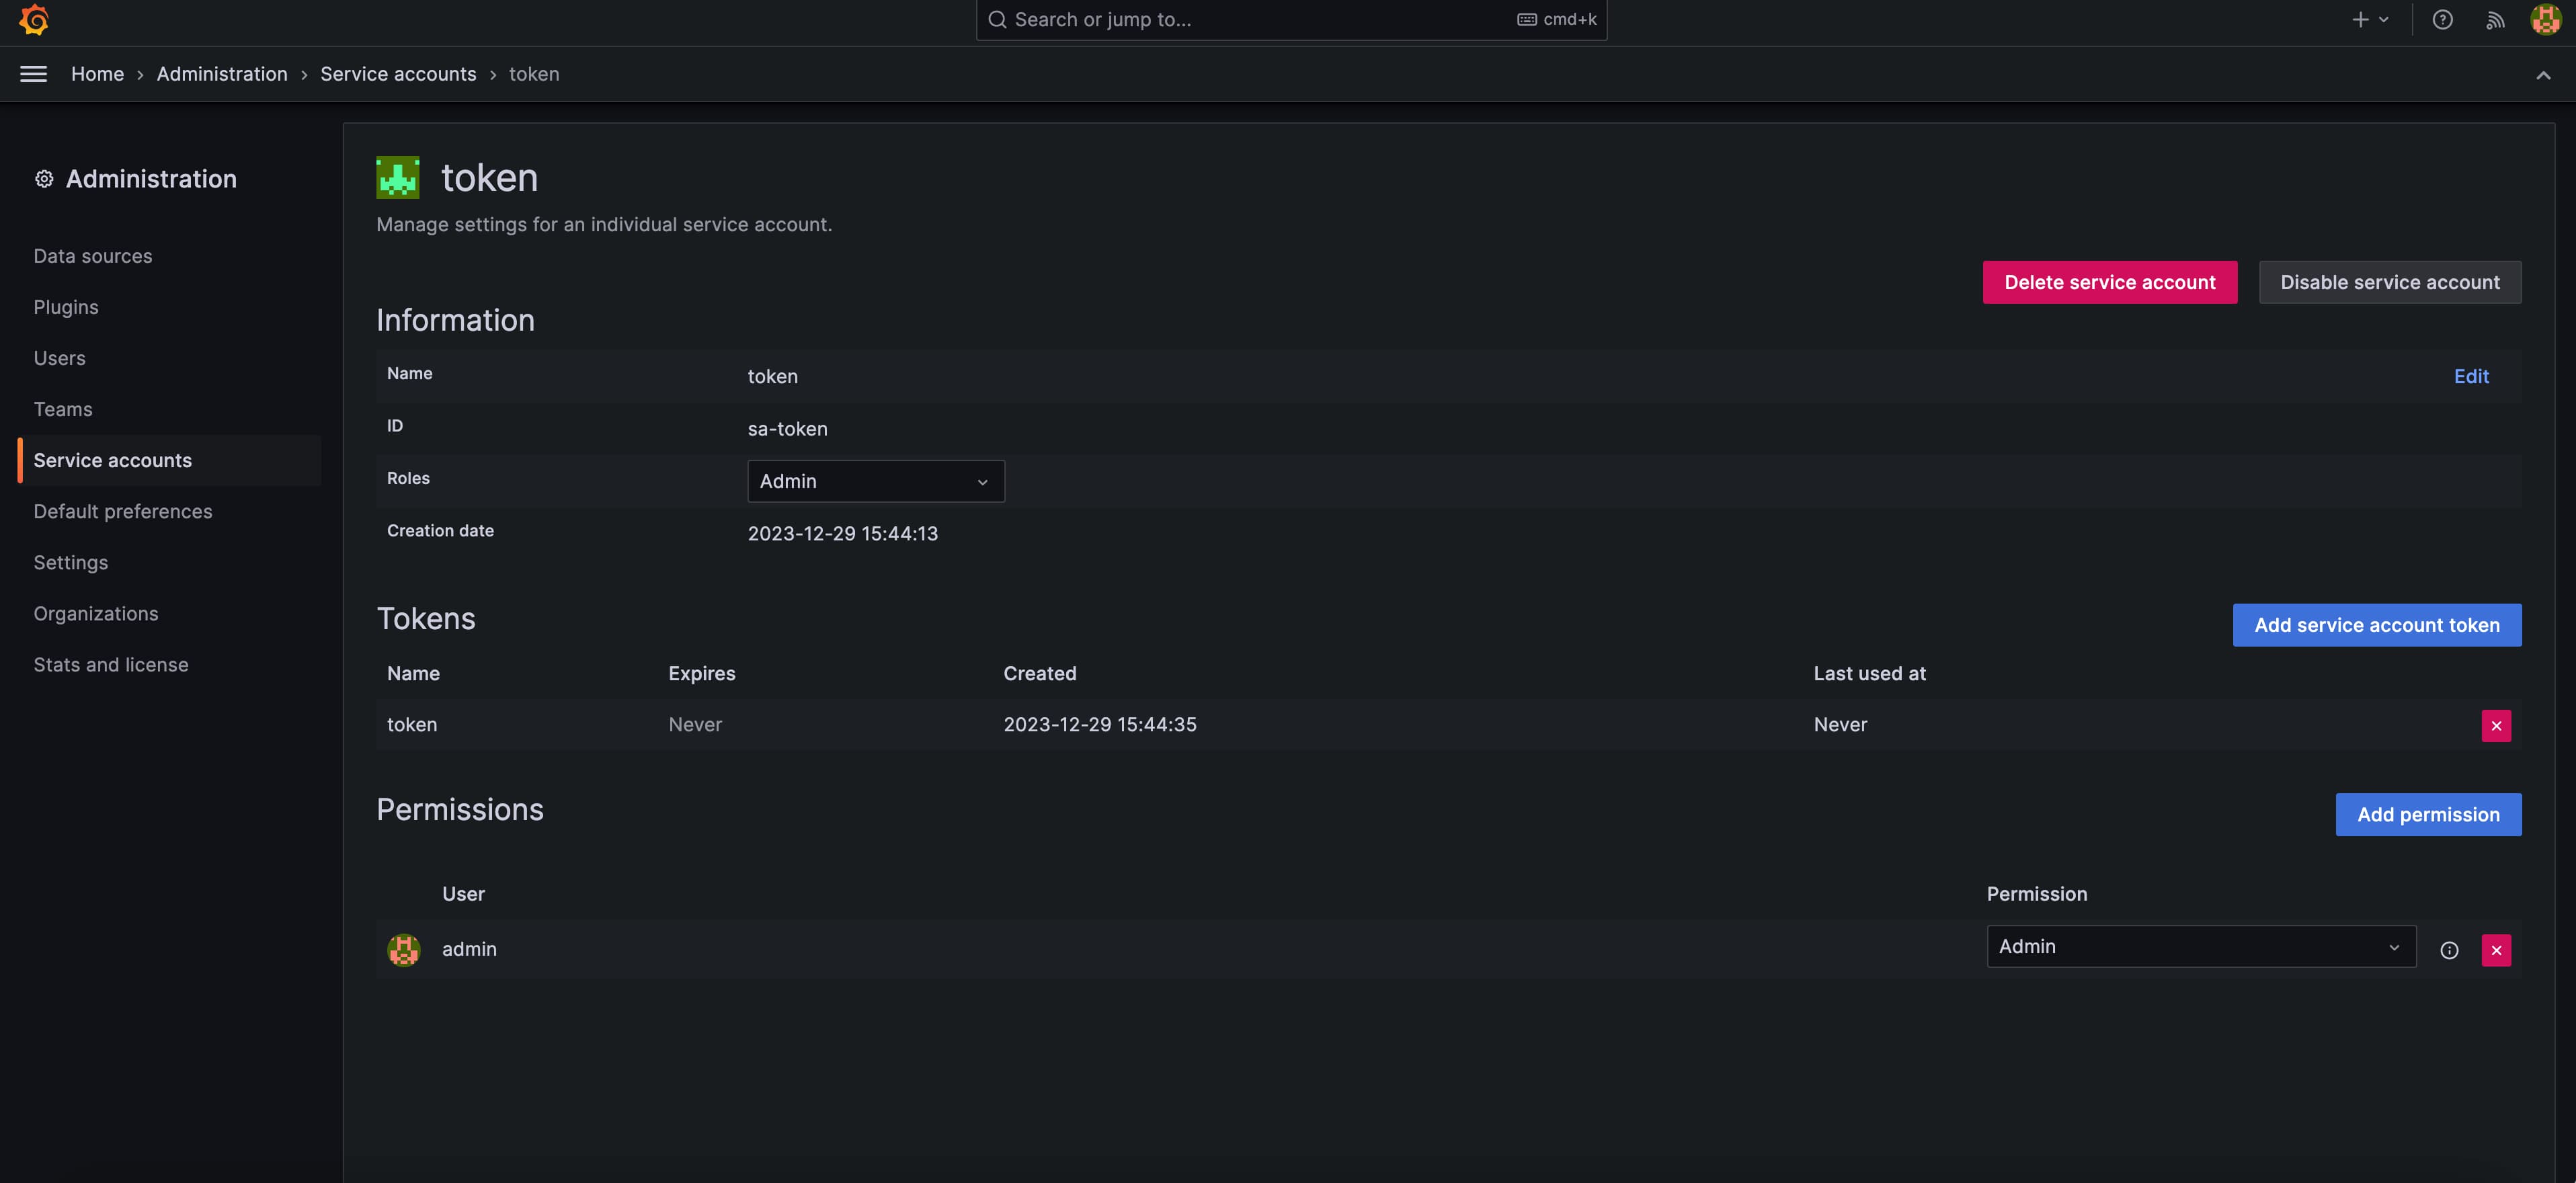 Search or jump to...
cmd+k
Home > Administration > Service accounts > token
Administration
Data sources
Plugins
Users
Teams
Service accounts
Default preferences
Settings
Organizations
Stats and license
token
Manage settings for an individual service account.
Delete service account
Disable service account
Information
Name token Edit
ID sa-token
Roles Admin
Creation date 2023-12-29 15:44:13
Tokens
Add service account token
Name Expires Created Last used at
token Never 2023-12-29 15:44:35 Never
Permissions
Add permission
User Permission
admin Admin